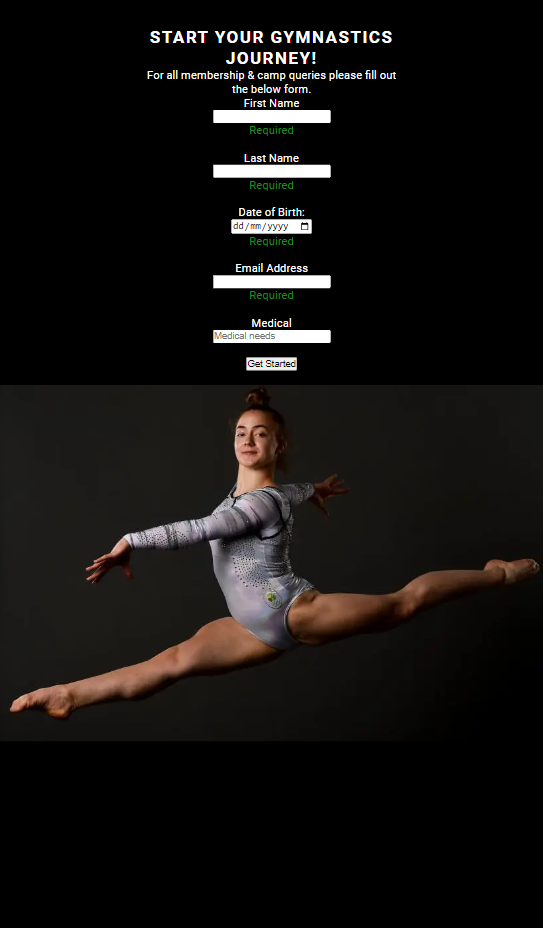 START YOUR GYMNASTICS
JOURNEY!
For all membership & camp queries please fill out
the below form.
First Name
Required
Last Name
Required
Date of Birth:
dd/mm/yyyy
Required
Email Address
Required
Medical
Medical needs
Get Started